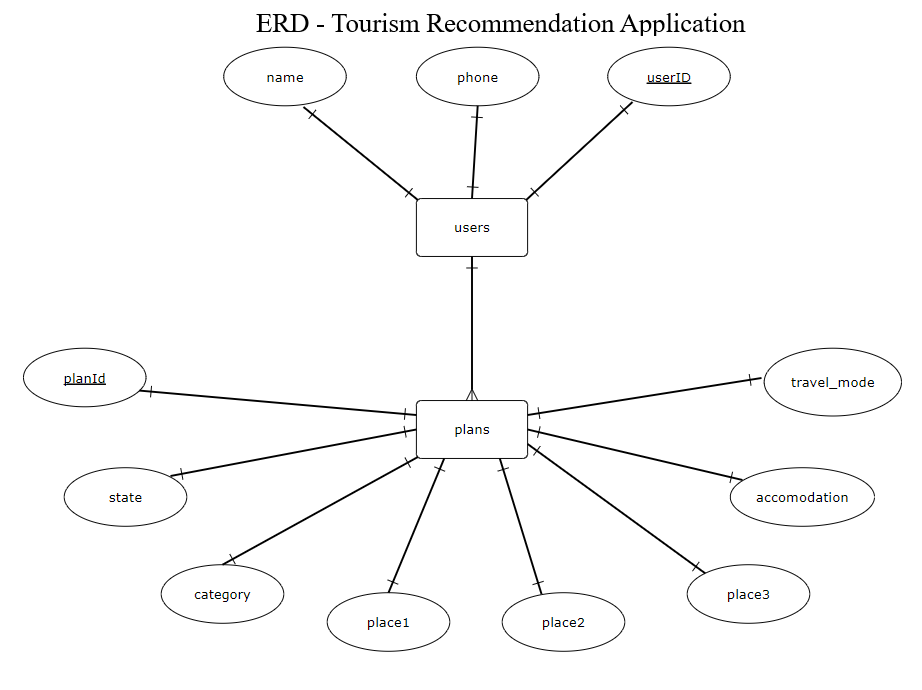 ERD - Tourism Recommendation Application
name
phone
userID
users
planId
travel_mode
plans
state
accomodation
category
place3
place1
place2